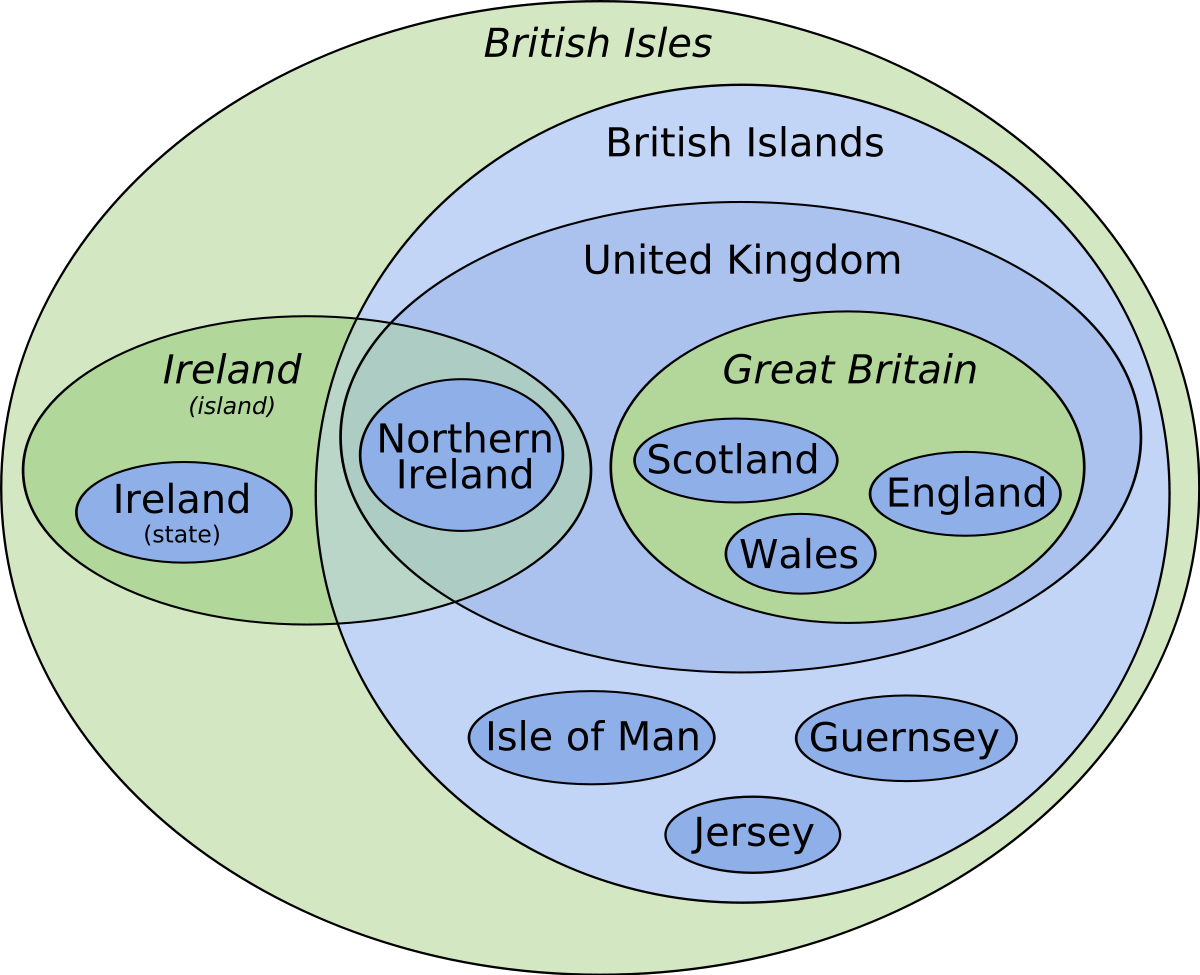 British Isles
British Islands
United Kingdom
Ireland
(island)
Great Britain
Northern
Ireland
Scotland
England
Ireland
(state)
Wales
Isle of Man
Guernsey
Jersey